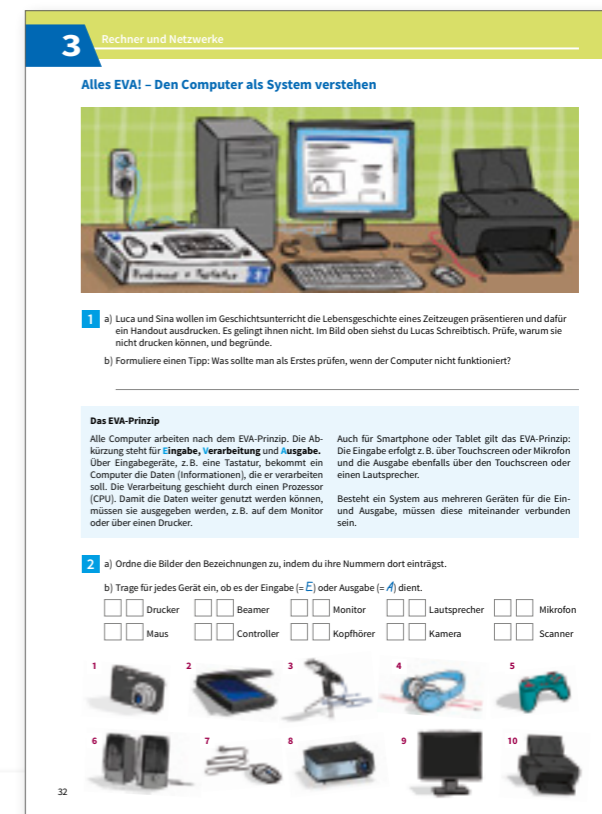 3
Rechner und Netzwerke
Alles EVA! – Den Computer als System verstehen
1 a) Luca und Sina wollen im Geschichtsunterricht die Lebensgeschichte eines Zeitzeugen präsentieren und dafür
ein Handout ausdrucken. Es gelingt ihnen nicht. Im Bild oben siehst du Lucas Schreibtisch. Prüfe, warum sie
nicht drucken können, und begründe.
b) Formuliere einen Tipp: Was sollte man als Erstes prüfen, wenn der Computer nicht funktioniert?
Das EVA-Prinzip
Alle Computer arbeiten nach dem EVA-Prinzip. Die Ab-
kürzung steht für Eingabe, Verarbeitung und Ausgabe.
Über Eingabegeräte, z. B. eine Tastatur, bekommt ein
Computer die Daten (Informationen), die er verarbeiten
soll. Die Verarbeitung geschieht durch einen Prozessor
(CPU). Damit die Daten weiter genutzt werden können,
müssen sie ausgegeben werden, z. B. auf dem Monitor
oder über einen Drucker.
Auch für Smartphone oder Tablet gilt das EVA-Prinzip:
Die Eingabe erfolgt z. B. über Touchscreen oder Mikrofon
und die Ausgabe ebenfalls über den Touchscreen oder
einen Lautsprecher.
Besteht ein System aus mehreren Geräten für die Ein-
und Ausgabe, müssen diese miteinander verbunden
sein.
2 a) Ordne die Bilder den Bezeichnungen zu, indem du ihre Nummern dort einträgst.
b) Trage für jedes Gerät ein, ob es der Eingabe (= E) oder Ausgabe (= A) dient.
Drucker Beamer Monitor Lautsprecher Mikrofon
Maus Controller Kopfhörer Kamera Scanner
1 2 3 4 5
6 7 8 9 10
32